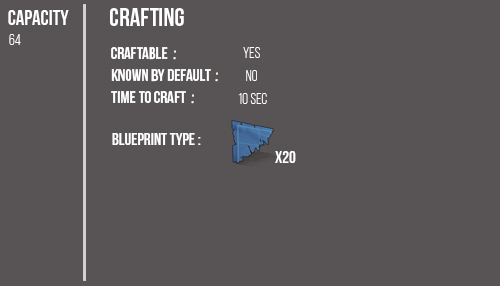 CAPACITY
64
CRAFTING
CRAFTABLE : YES
KNOWN BY DEFAULT : NO
TIME TO CRAFT : 10 SEC
BLUEPRINT TYPE :
X20